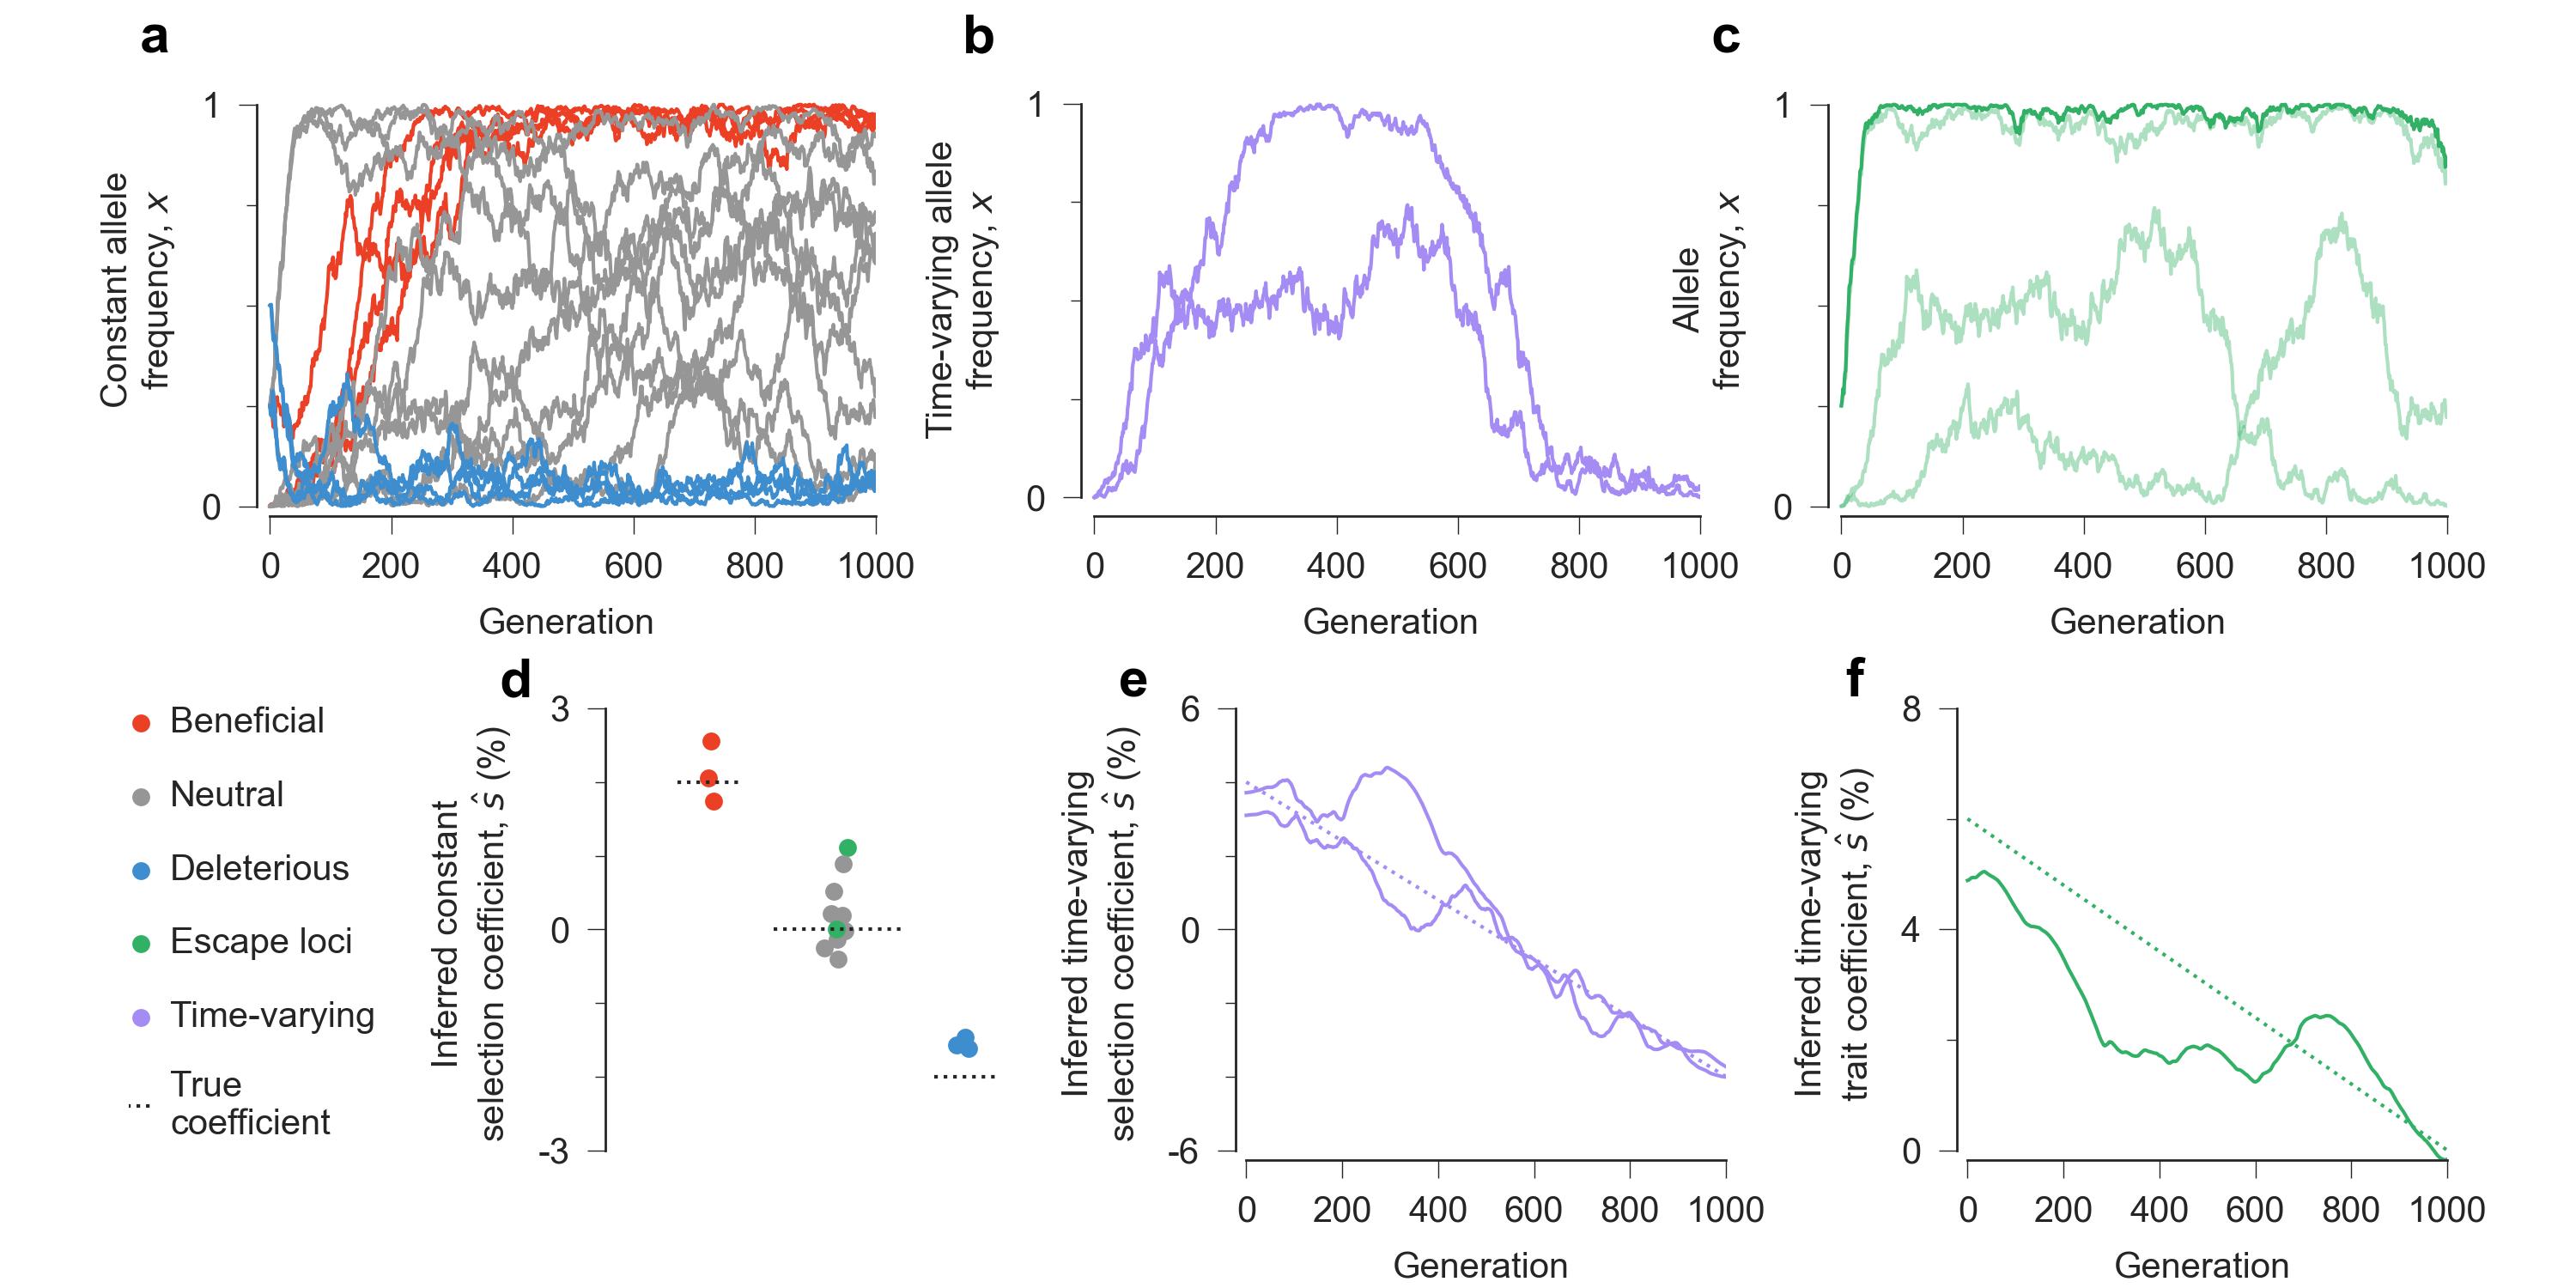 a
1
0
Constant allele
frequency, x
0 200 400 600 800 1000
Generation
b
1
0
Time-varying allele
frequency, x
0 200 400 600 800 1000
Generation
c
1
0
Allele
frequency, x
0 200 400 600 800 1000
Generation
Beneficial
Neutral
Deleterious
Escape loci
Time-varying
True
coefficient
d
3
0
-3
Inferred constant
selection coefficient, ŝ (%)
e
6
0
-6
Inferred time-varying
selection coefficient, ŝ (%)
0 200 400 600 800 1000
Generation
f
8
4
0
Inferred time-varying
trait coefficient, ŝ (%)
0 200 400 600 800 1000
Generation